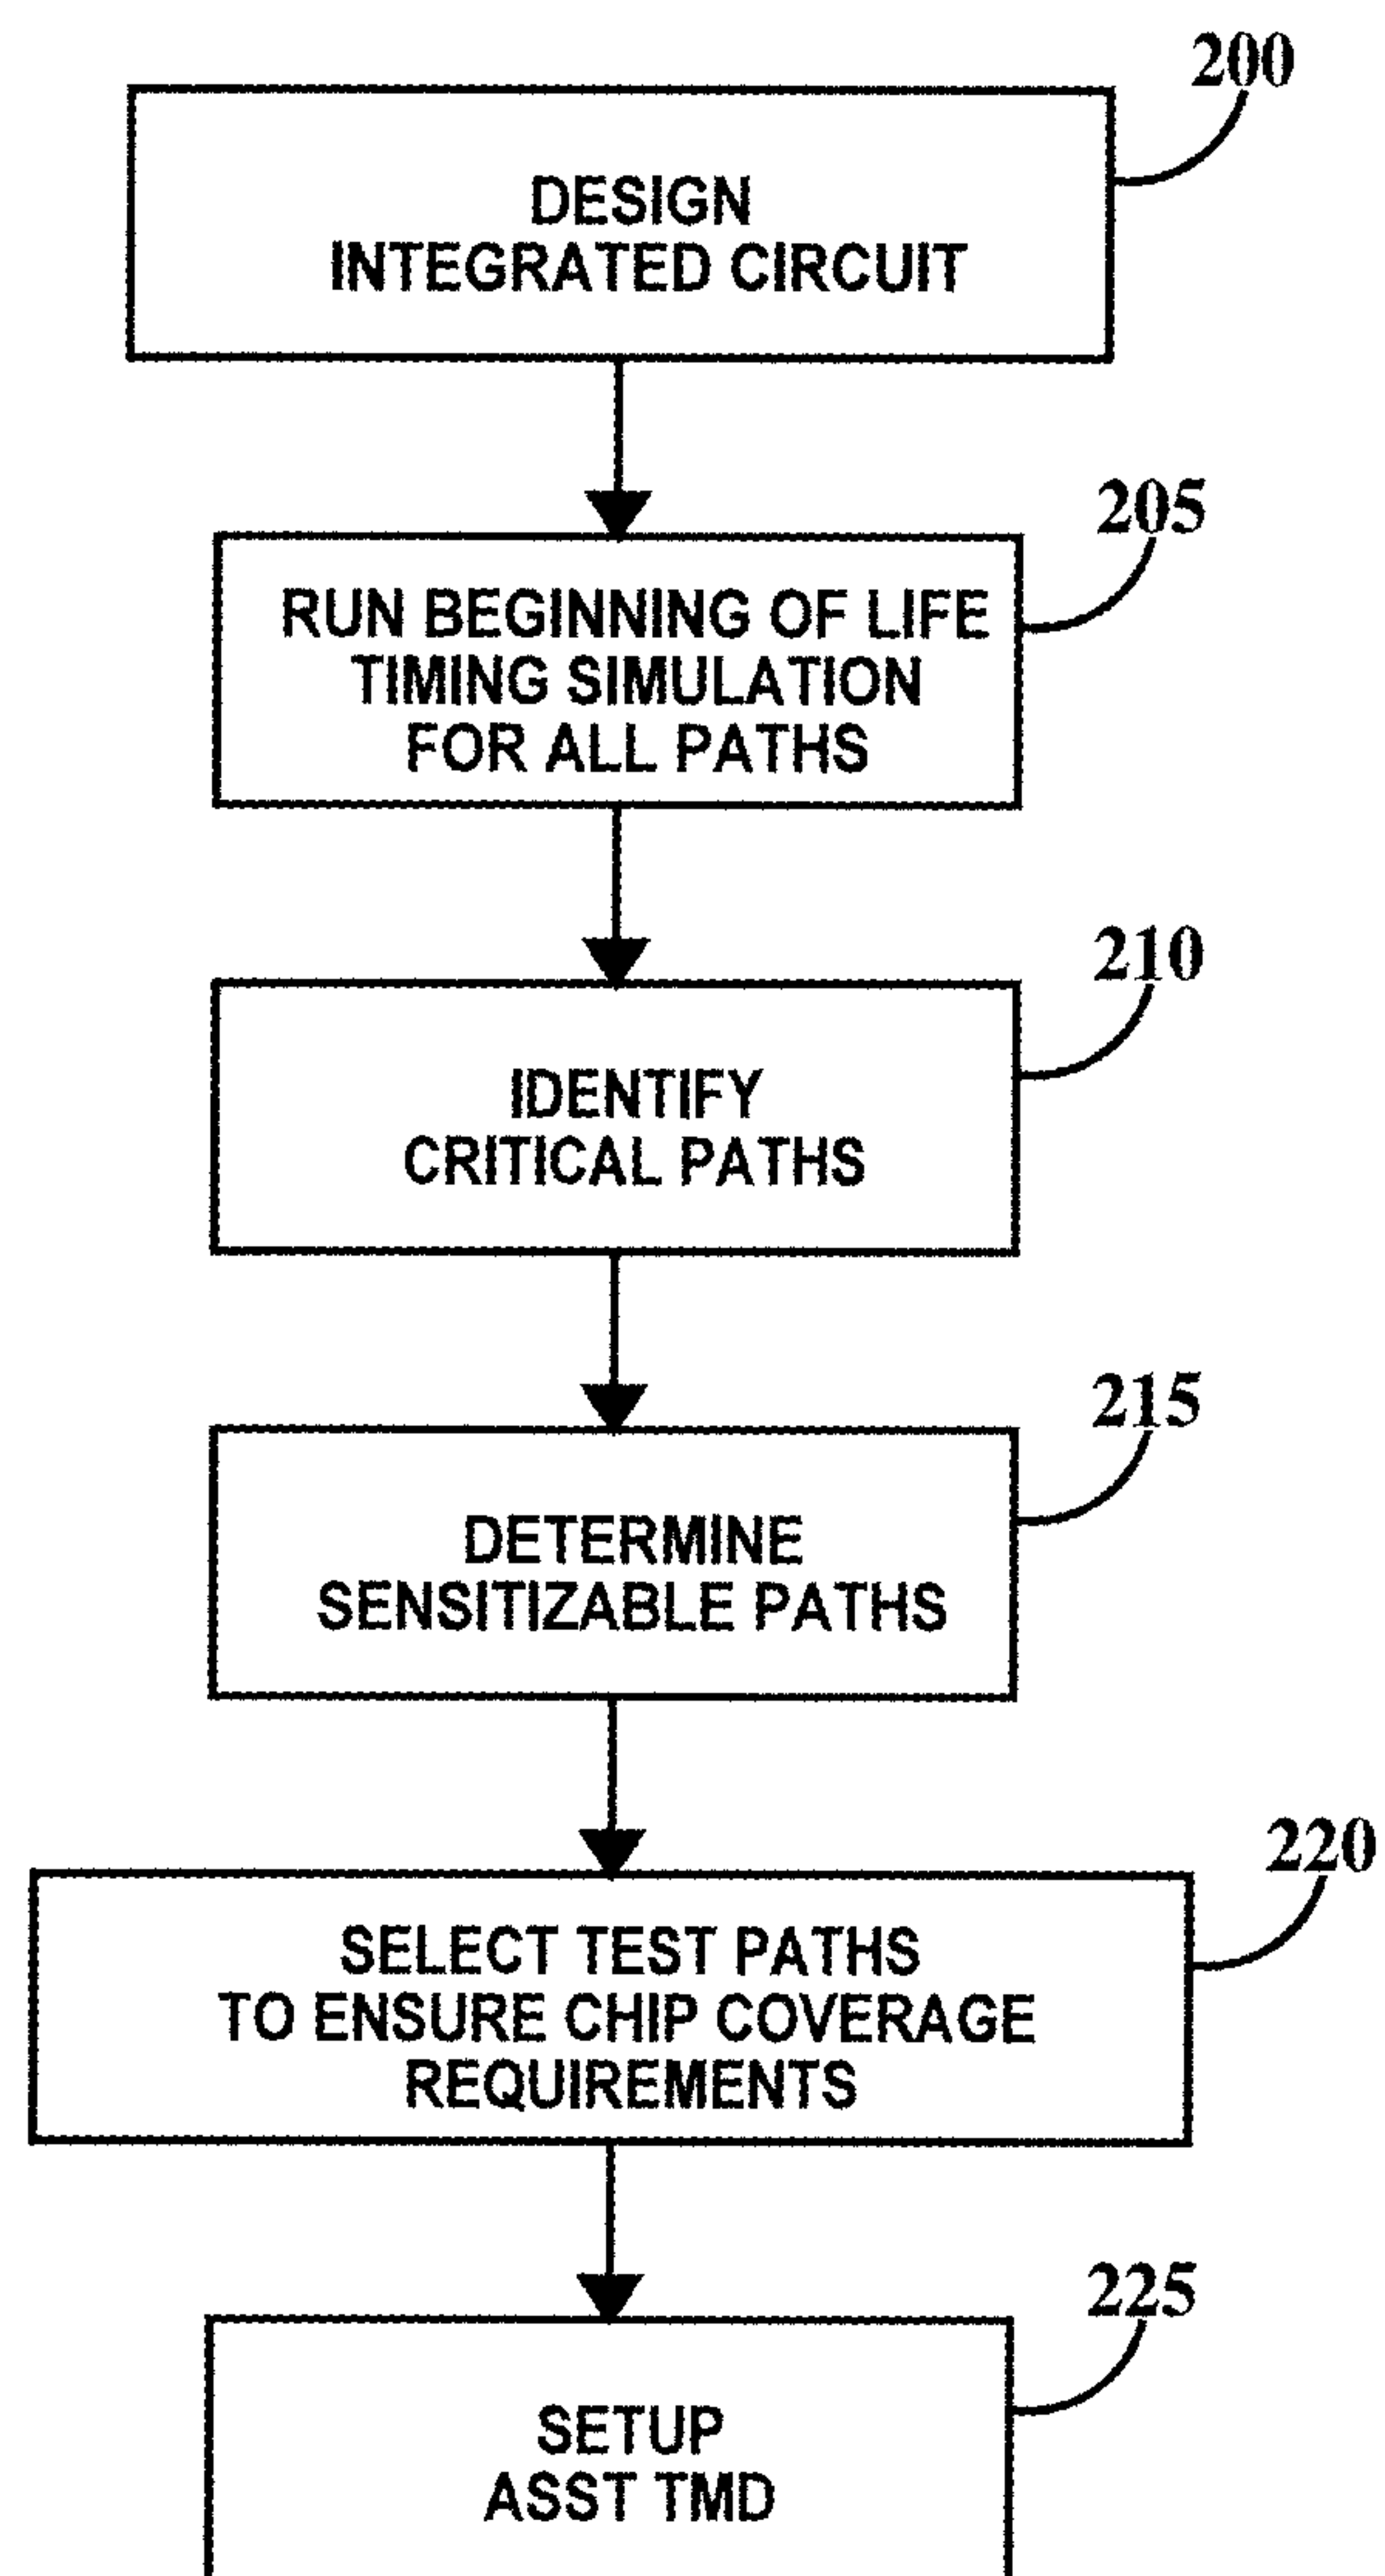 200
DESIGN
INTEGRATED CIRCUIT
205
RUN BEGINNING OF LIFE
TIMING SIMULATION
FOR ALL PATHS
210
IDENTIFY
CRITICAL PATHS
215
DETERMINE
SENSITIZABLE PATHS
220
SELECT TEST PATHS
TO ENSURE CHIP COVERAGE
REQUIREMENTS
225
SETUP
ASST TMD